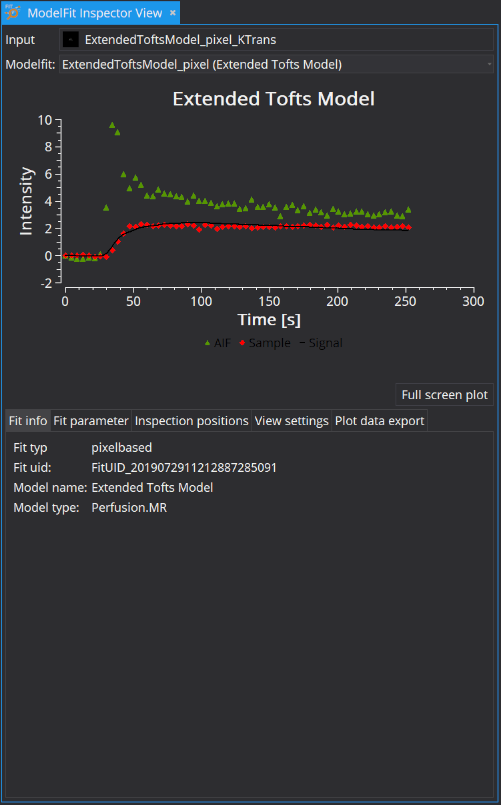 ModelFit Inspector View ×
Input ExtendedToftsModel_pixel_KTrans
Modelfit: ExtendedToftsModel_pixel (Extended Tofts Model)
Extended Tofts Model
10
8
6
4
2
0
-2
Intensity
0 50 100 150 200 250 300
Time [s]
AIF Sample Signal
Full screen plot
Fit info Fit parameter Inspection positions View settings Plot data export
Fit typ pixelbased
Fit uid: FitUID_2019072911212887285091
Model name: Extended Tofts Model
Model type: Perfusion.MR